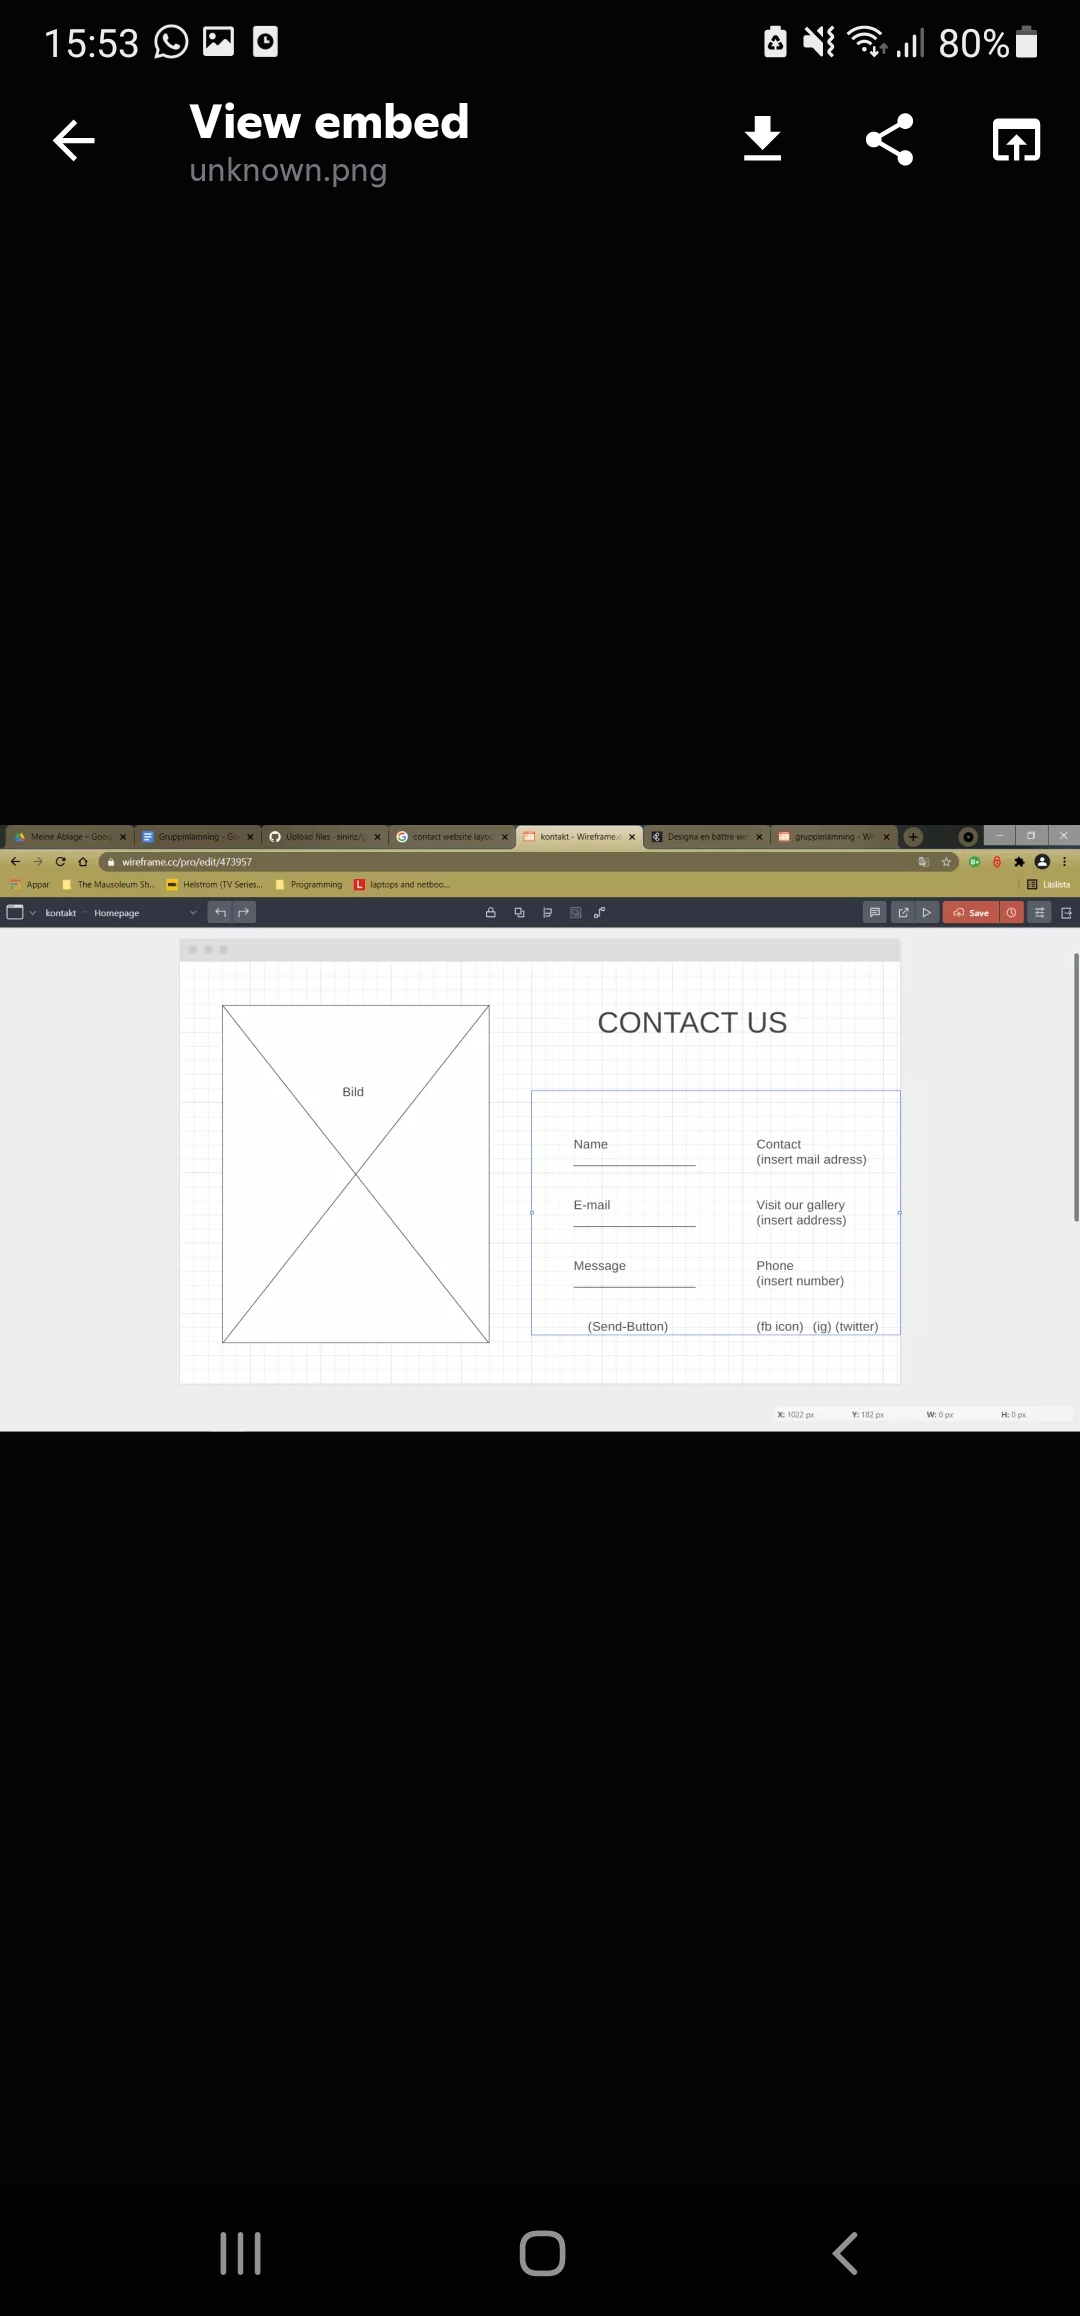 15:53
80%
View embed
unknown.png
Meine Ablage – Goog
Gruppinlämning - Go
Upload files · siniriz/g
contact website layou
kontakt - Wireframe.c
Designa en bättre we
gruppinlämning - Wir
wireframe.cc/pro/edit/473957
Appar
The Mausoleum Sh...
Helstrom (TV Series...
Programming
laptops and netboo...
Läslista
kontakt
Homepage
Save
CONTACT US
Bild
Name
Contact
(insert mail adress)
E-mail
Visit our gallery
(insert address)
Message
Phone
(insert number)
(Send-Button)
(fb icon) (ig) (twitter)
X: 1022 px Y: 182 px W: 0 px H: 0 px